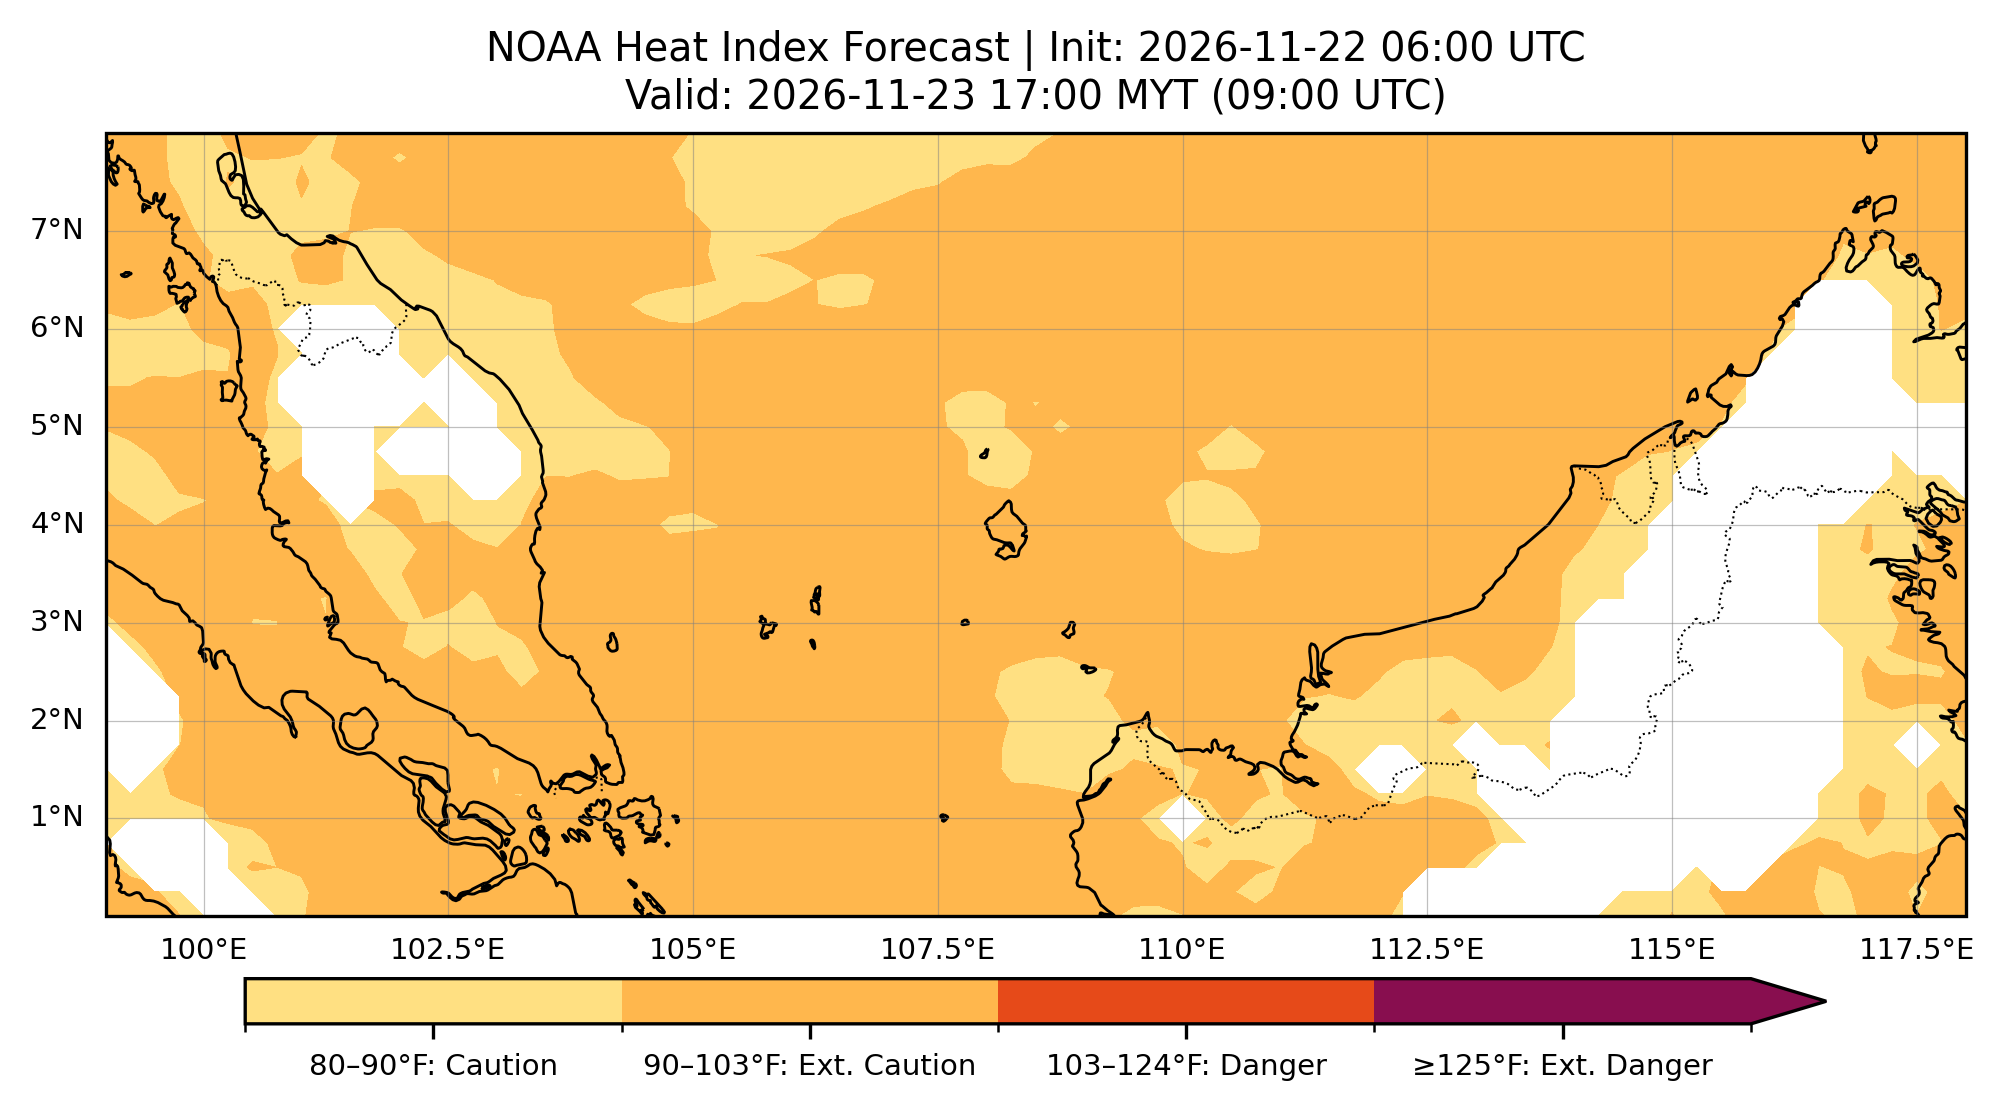 NOAA Heat Index Forecast | Init: 2026-11-22 06:00 UTC
Valid: 2026-11-23 17:00 MYT (09:00 UTC)
7°N
6°N
5°N
4°N
3°N
2°N
1°N
100°E
102.5°E
105°E
107.5°E
110°E
112.5°E
115°E
117.5°E
80–90°F: Caution
90–103°F: Ext. Caution
103–124°F: Danger
≥125°F: Ext. Danger